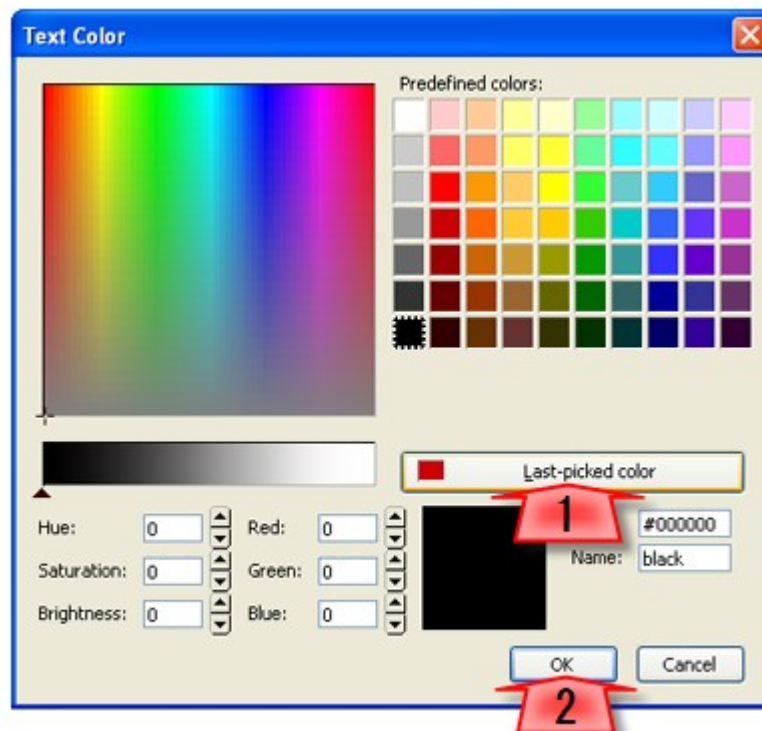 Text Color
Predefined colors:
Last-picked color
1
Hue: 0 Red: 0 #000000
Saturation: 0 Green: 0 Name: black
Brightness: 0 Blue: 0
OK Cancel
2